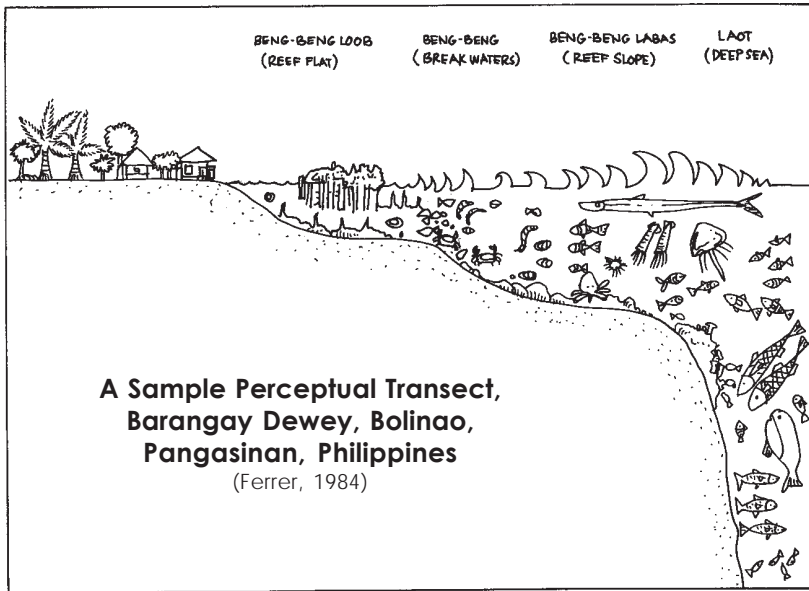 BENG-BENG LOOB
(REEF FLAT)
BENG-BENG
(BREAK WATERS)
BENG-BENG LABAS
(REEF SLOPE)
LAOT
(DEEP SEA)
A Sample Perceptual Transect,
Barangay Dewey, Bolinao,
Pangasinan, Philippines
(Ferrer, 1984)